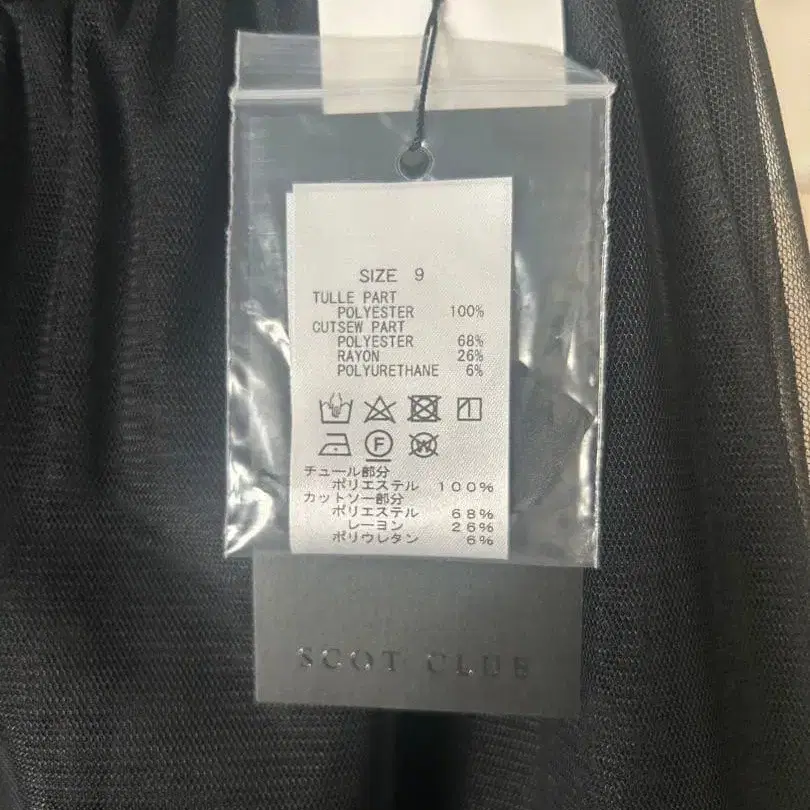 SIZE 9
TULLE PART
POLYESTER 100%
CUTSEW PART
POLYESTER 68%
RAYON 26%
POLYURETHANE 6%
F
W
チュール部分
ポリエステル 100%
カットソー部分
ポリエステル 68%
レーヨン 26%
ポリウレタン 6%
SCOT CLUB